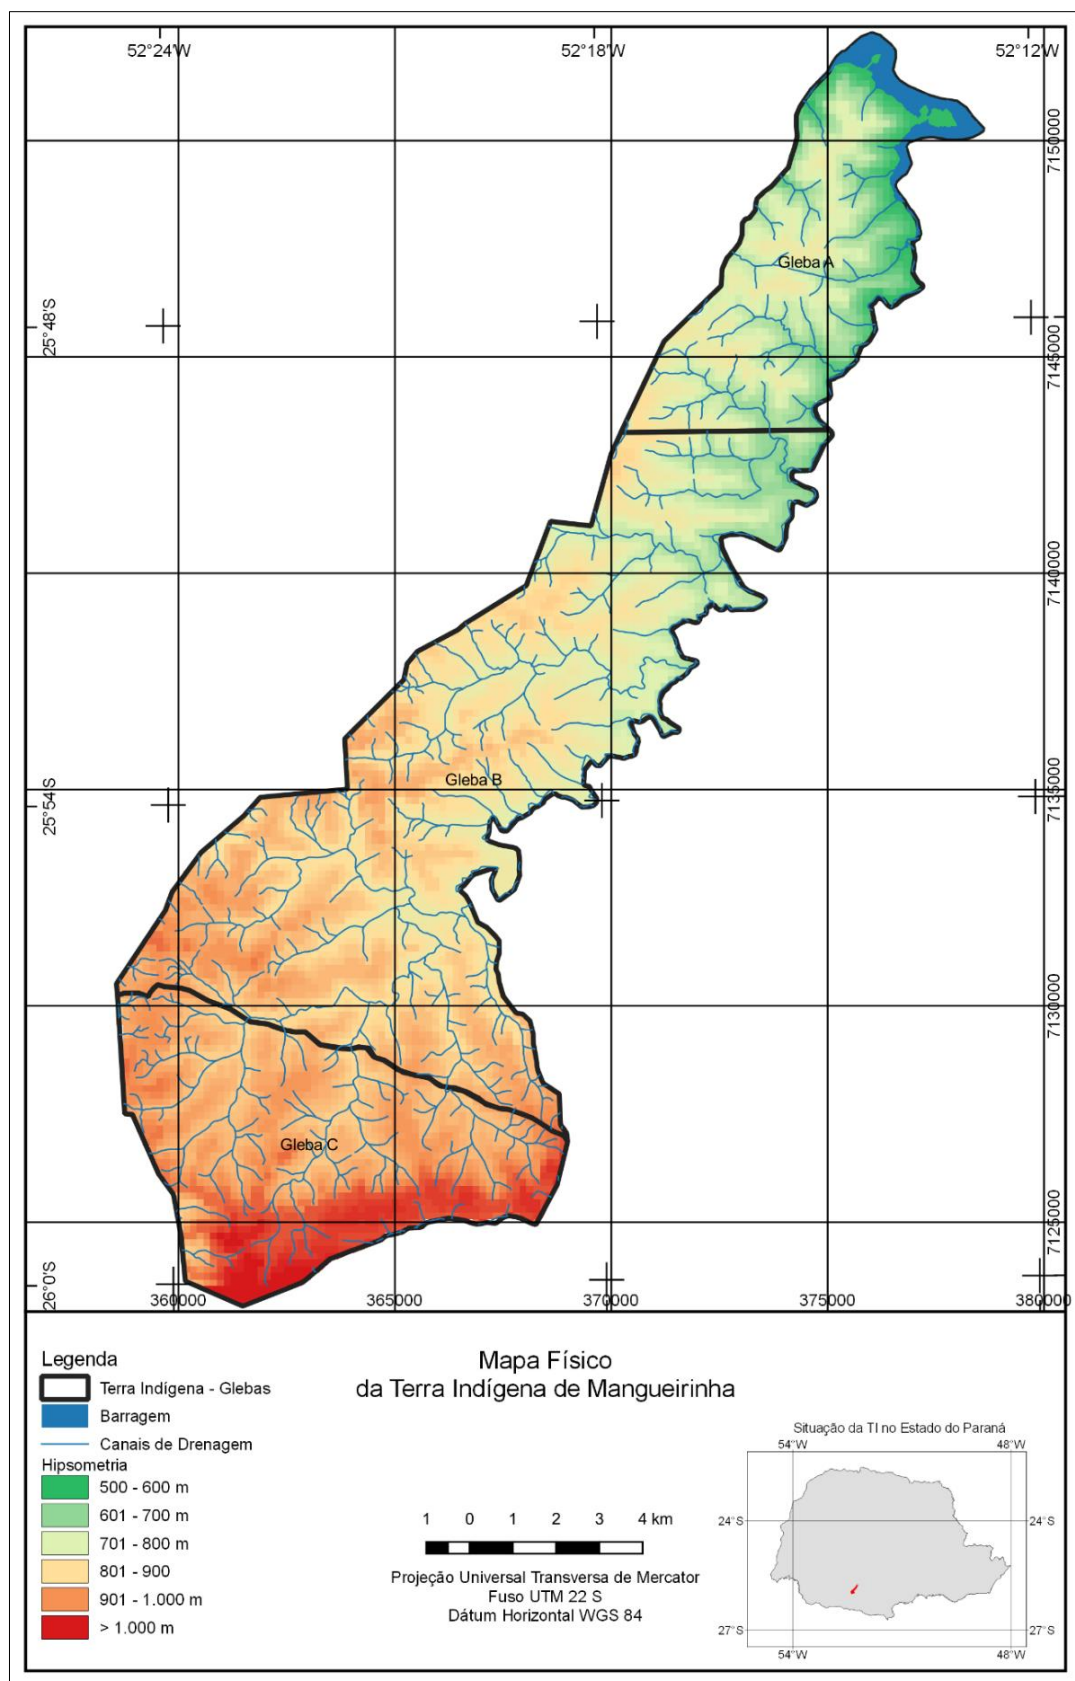 52°24'W
52°18'W
52°12'W
7150000
Gleba A
25°48'S
7145000
7140000
Gleba B
25°54'S
7135000
7130000
Gleba C
7125000
26°0'S
360000
365000
370000
375000
380000
Legenda
Terra Indígena - Glebas
Barragem
Canais de Drenagem
Hipsometria
500 - 600 m
601 - 700 m
701 - 800 m
801 - 900
901 - 1.000 m
> 1.000 m
Mapa Físico
da Terra Indígena de Mangueirinha
1 0 1 2 3 4 km
Projeção Universal Transversa de Mercator
Fuso UTM 22 S
Dátum Horizontal WGS 84
Situação da TI no Estado do Paraná
54°W
48°W
24°S
24°S
27°S
27°S
54°W
48°W